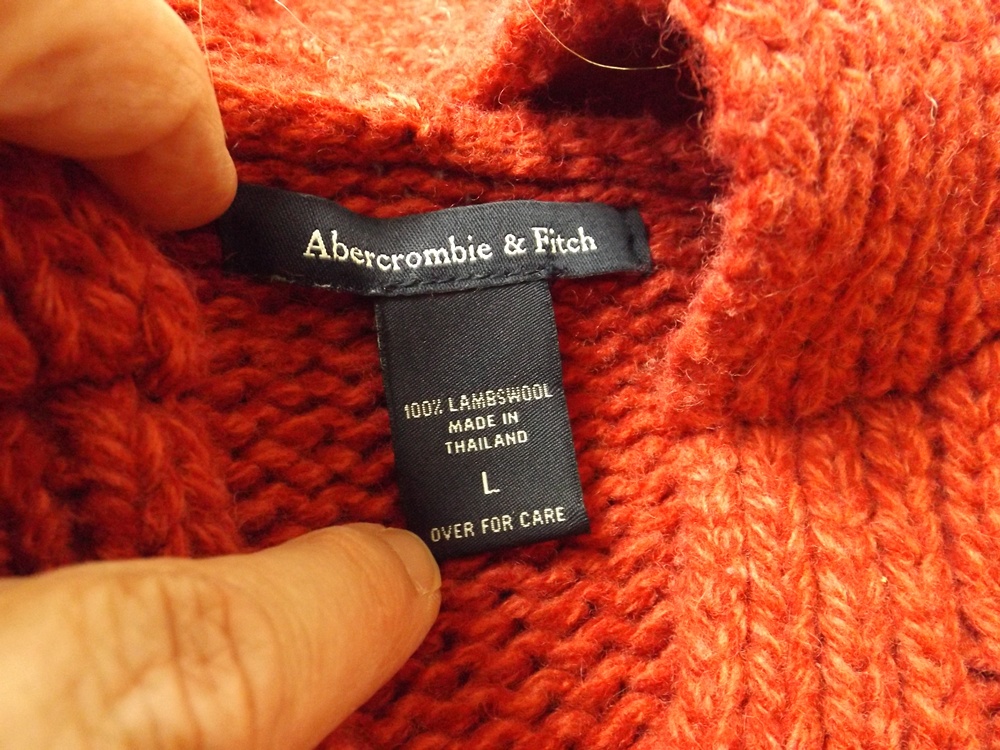 Abercrombie & Fitch
100% LAMBSWOOL
MADE IN
THAILAND
L
OVER FOR CARE